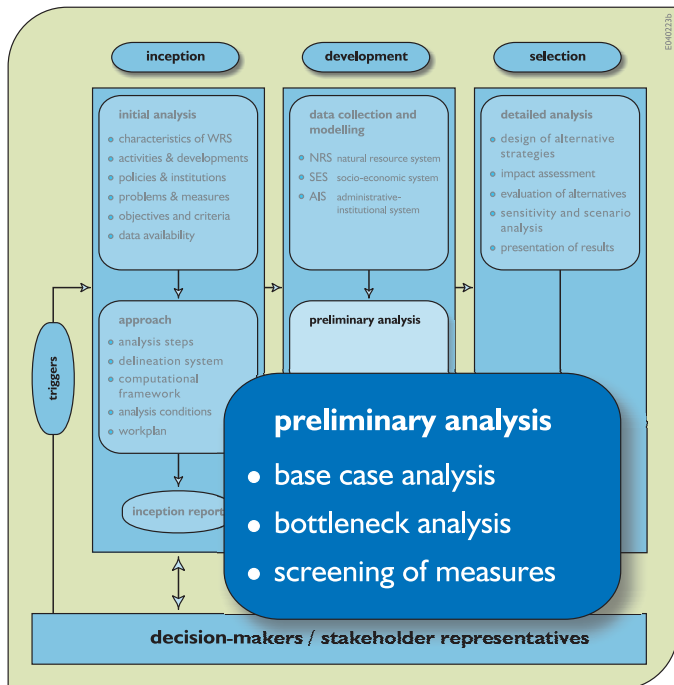 E040223b
inception
development
selection
initial analysis
characteristics of WRS
activities & developments
policies & institutions
problems & measures
objectives and criteria
data availability
data collection and
modelling
NRS natural resource system
SES socio-economic system
AIS administrative-
institutional system
detailed analysis
design of alternative
strategies
impact assessment
evaluation of alternatives
sensitivity and scenario
analysis
presentation of results
triggers
approach
analysis steps
delineation system
computational
framework
analysis conditions
workplan
preliminary analysis
preliminary analysis
• base case analysis
• bottleneck analysis
• screening of measures
inception report
decision-makers / stakeholder representatives